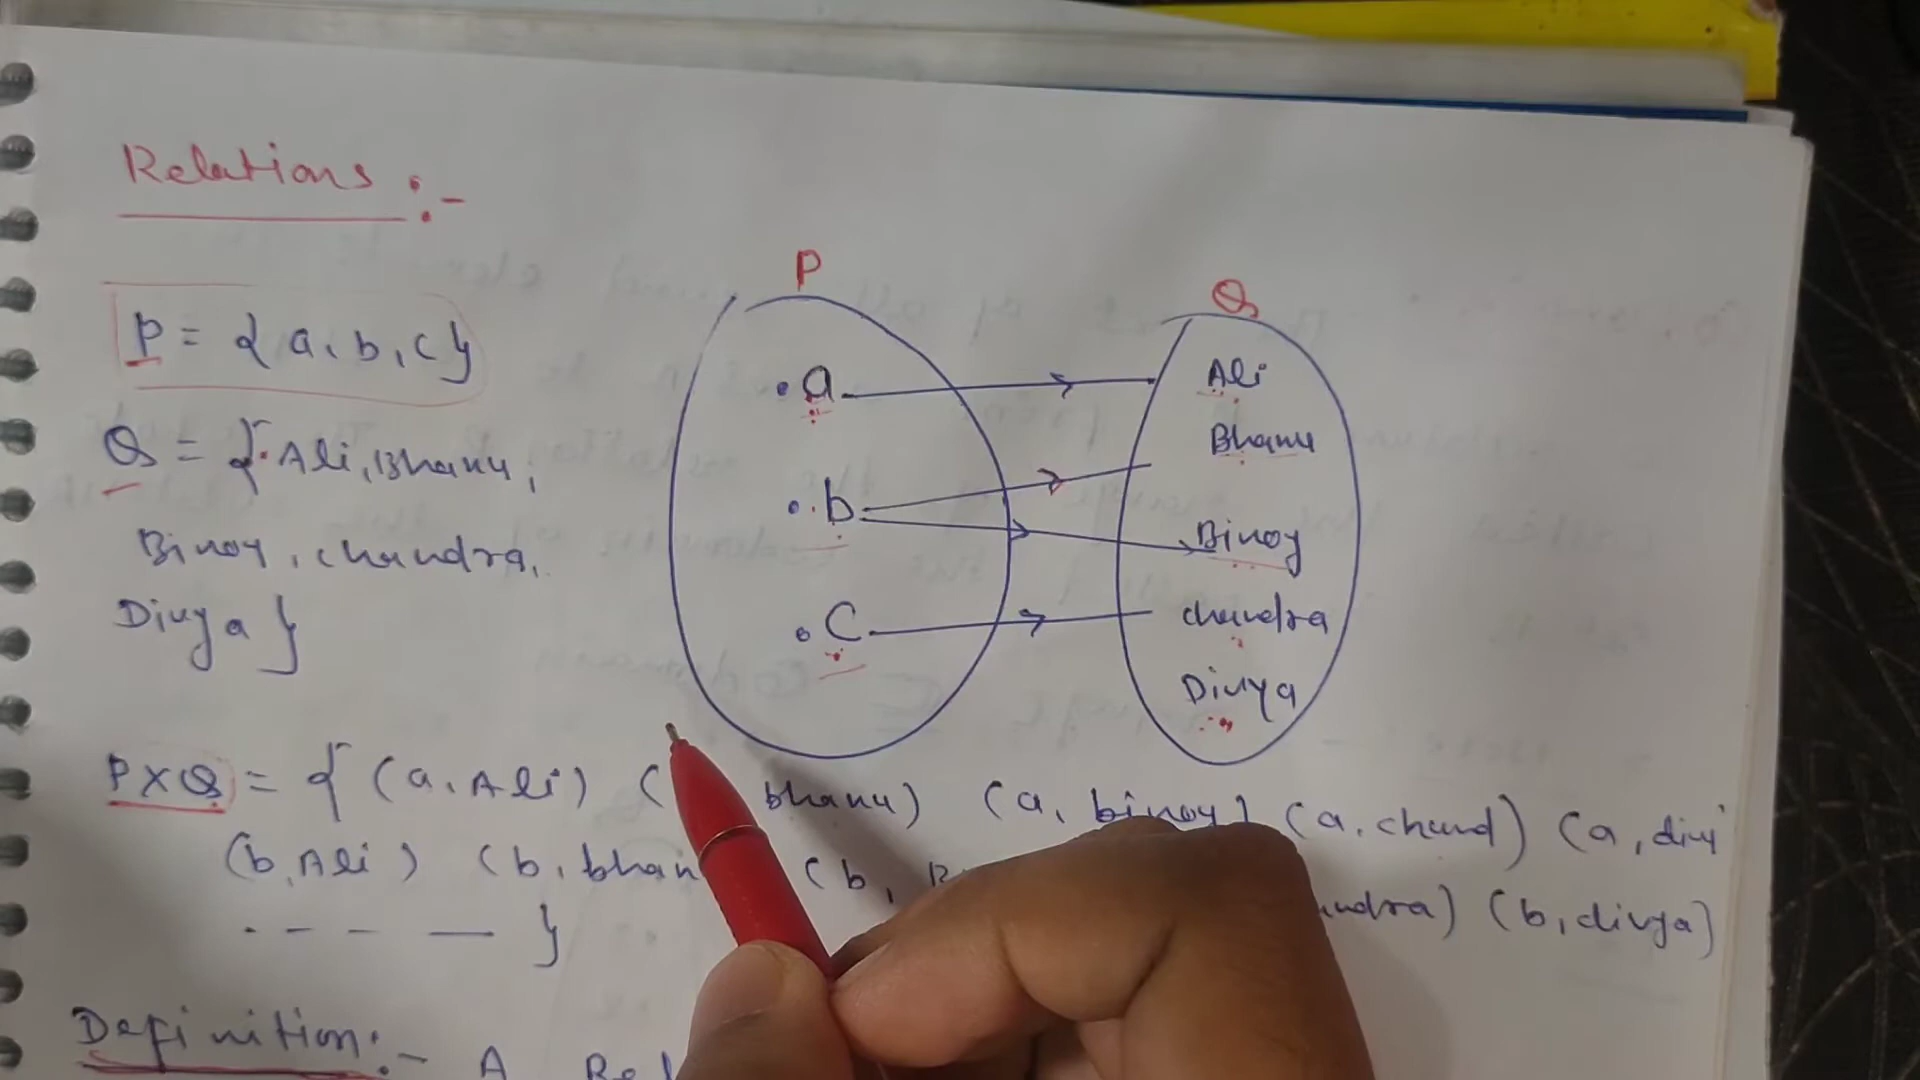 Relations :-
P = { a, b, c }
Q = { Ali, Bhanu,
Binoy, chandra,
Divya }
P
a
b
c
Q
Ali
Bhanu
Binoy
chandra
Divya
P X Q = { (a, Ali) ( bhanu) (a, binoy) (a, chand) (a, divy
(b, Ali) (b, bhan (b, B andra) (b, divya)
- - - — }
Definition :- A Rel